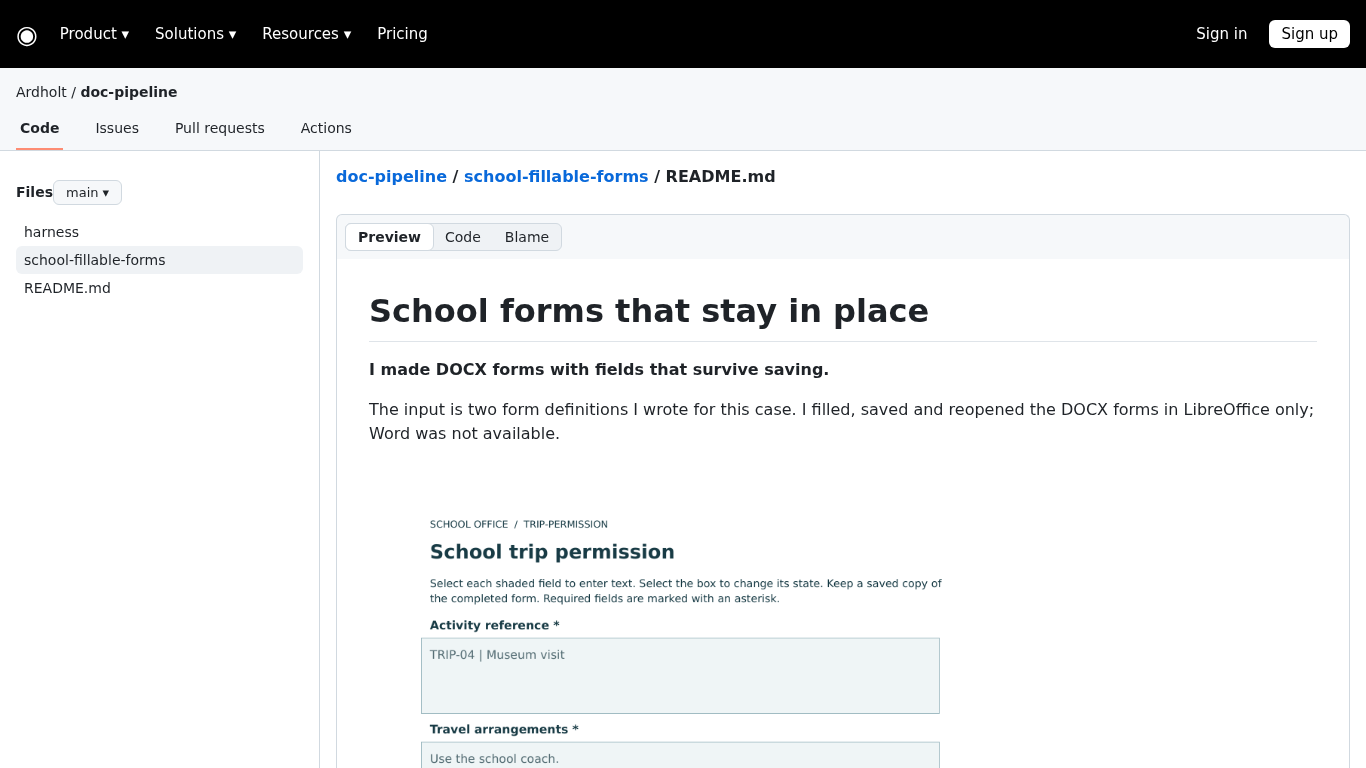 Product ▾ Solutions ▾ Resources ▾ Pricing Sign in Sign up
Ardholt / doc-pipeline
Code Issues Pull requests Actions
Files main ▾
harness
school-fillable-forms
README.md
doc-pipeline / school-fillable-forms / README.md
Preview Code Blame
School forms that stay in place
I made DOCX forms with fields that survive saving.
The input is two form definitions I wrote for this case. I filled, saved and reopened the DOCX forms in LibreOffice only;
Word was not available.
SCHOOL OFFICE / TRIP-PERMISSION
School trip permission
Select each shaded field to enter text. Select the box to change its state. Keep a saved copy of
the completed form. Required fields are marked with an asterisk.
Activity reference *
TRIP-04 | Museum visit
Travel arrangements *
Use the school coach.